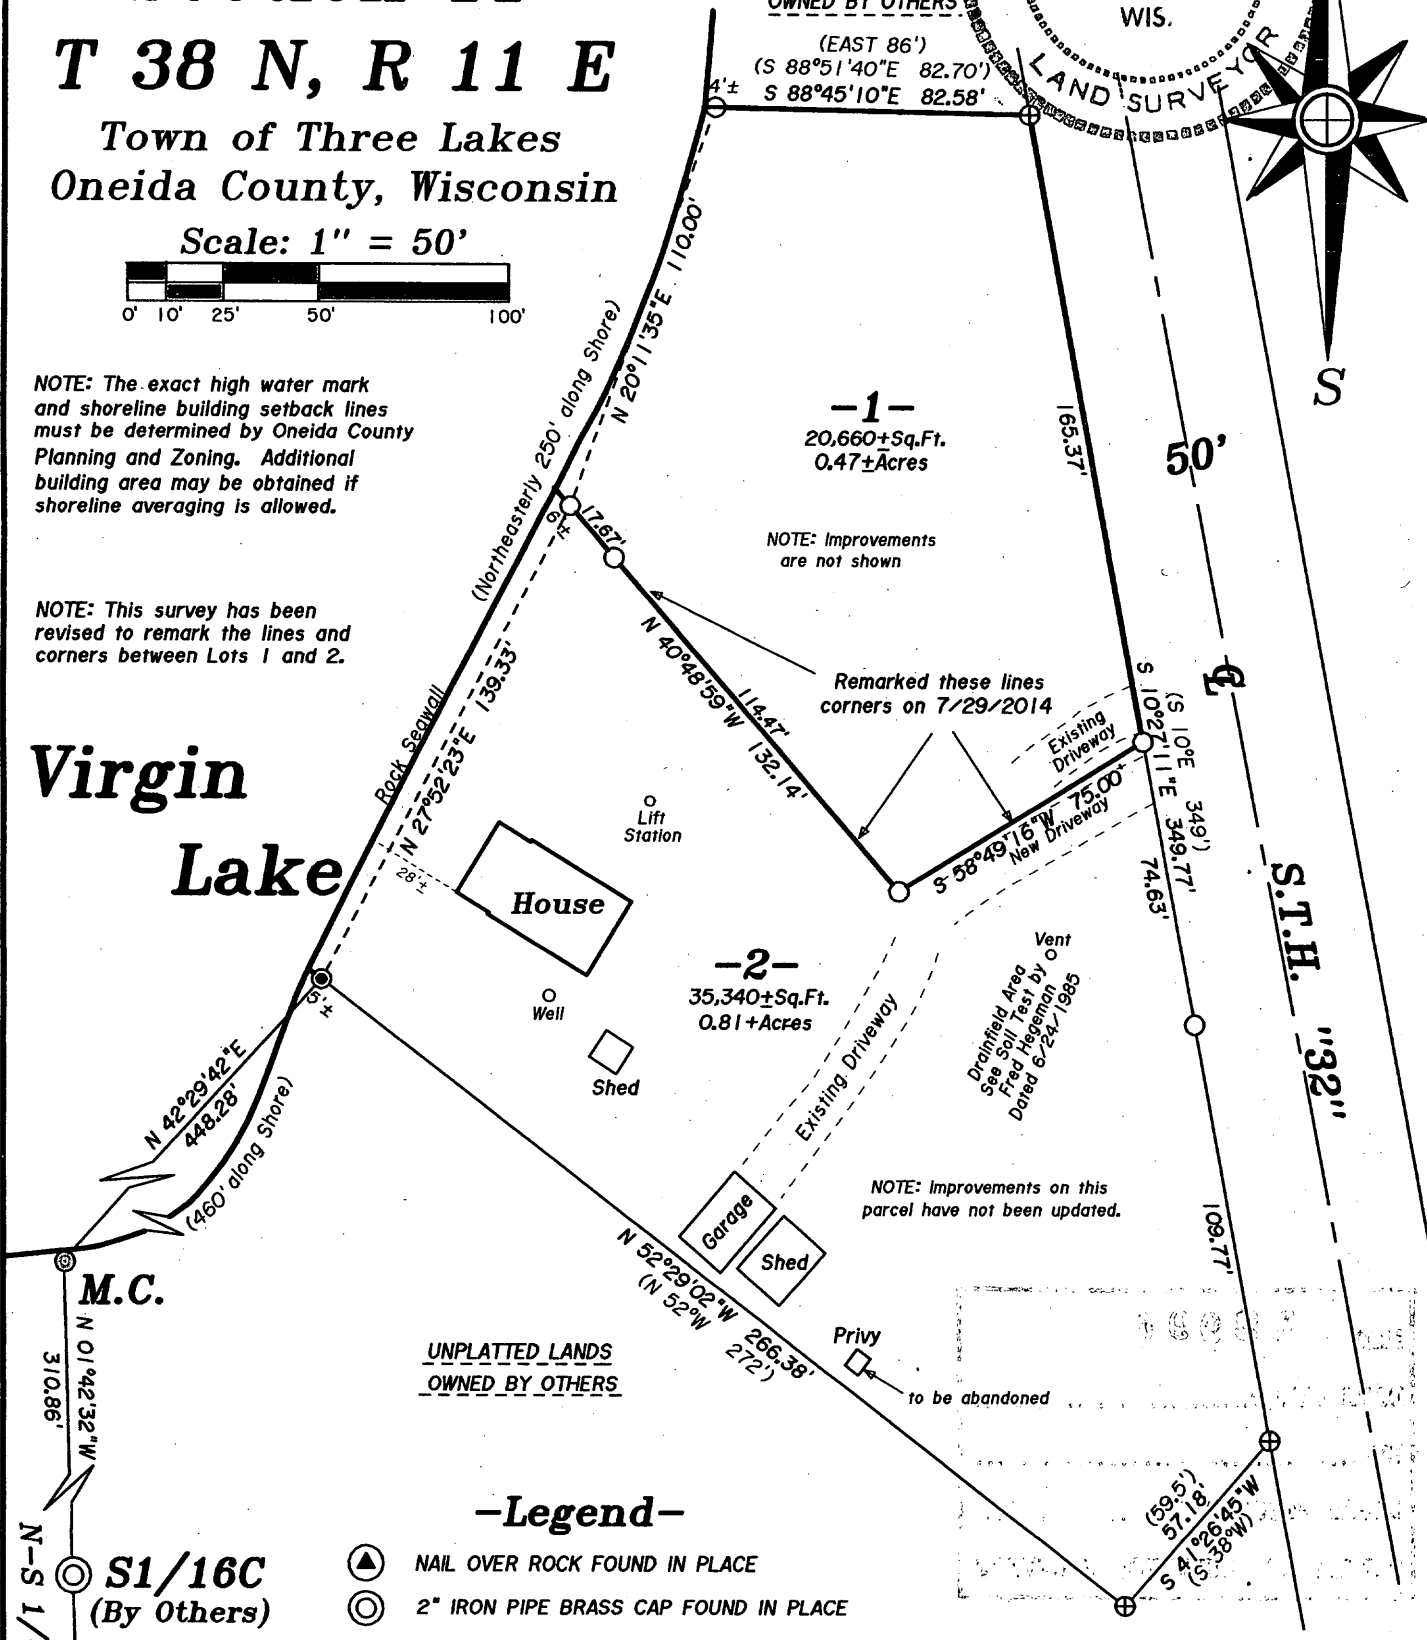 T 38 N, R 11 E
Town of Three Lakes
Oneida County, Wisconsin
Scale: 1" = 50'
0' 10' 25' 50' 100'
NOTE: The exact high water mark
and shoreline building setback lines
must be determined by Oneida County
Planning and Zoning. Additional
building area may be obtained if
shoreline averaging is allowed.
NOTE: This survey has been
revised to remark the lines and
corners between Lots 1 and 2.
Virgin
Lake
OWNED BY OTHERS
(EAST 86')
(S 88°51'40"E 82.70')
S 88°45'10"E 82.58'
4'±
WIS.
LAND SURVEYOR
S
N 20°11'35"E 110.00'
(Northeasterly 250' along Shore)
-1-
20,660±Sq.Ft.
0.47±Acres
NOTE: Improvements
are not shown
165.37'
50'
6'±
17.67'
N 40°48'59"W 132.14'
114.47'
Remarked these lines
corners on 7/29/2014
Rock Seawall
N 27°52'23"E 139.33'
28'±
Lift
Station
House
Existing
Driveway
S 58°49'16"W 75.00'
New Driveway
S 10°27'11"E 349.77'
(S 10°E 349')
74.63'
S.T.H. "32"
-2-
35,340±Sq.Ft.
0.81+Acres
Well
Shed
5'±
Existing Driveway
Vent
Drainfield Area
See Soil Test by
Fred Hegeman
Dated 6/24/1985
N 42°29'42"E
448.28'
(460' along Shore)
NOTE: Improvements on this
parcel have not been updated.
Garage
Shed
109.77'
N 52°29'02"W 266.38'
(N 52°W 272')
M.C.
N 01°42'32"W
310.86'
UNPLATTED LANDS
OWNED BY OTHERS
Privy
to be abandoned
(59.5')
57.18'
S 41°26'45"W
(S 38°W)
-Legend-
NAIL OVER ROCK FOUND IN PLACE
2" IRON PIPE BRASS CAP FOUND IN PLACE
S1/16C
(By Others)
N-S 1/